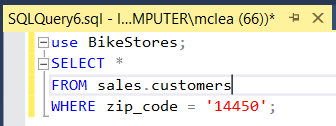 SQLQuery6.sql - l...MPUTER\mclea (66))*
use BikeStores;
SELECT *
FROM sales.customers
WHERE zip_code = '14450';